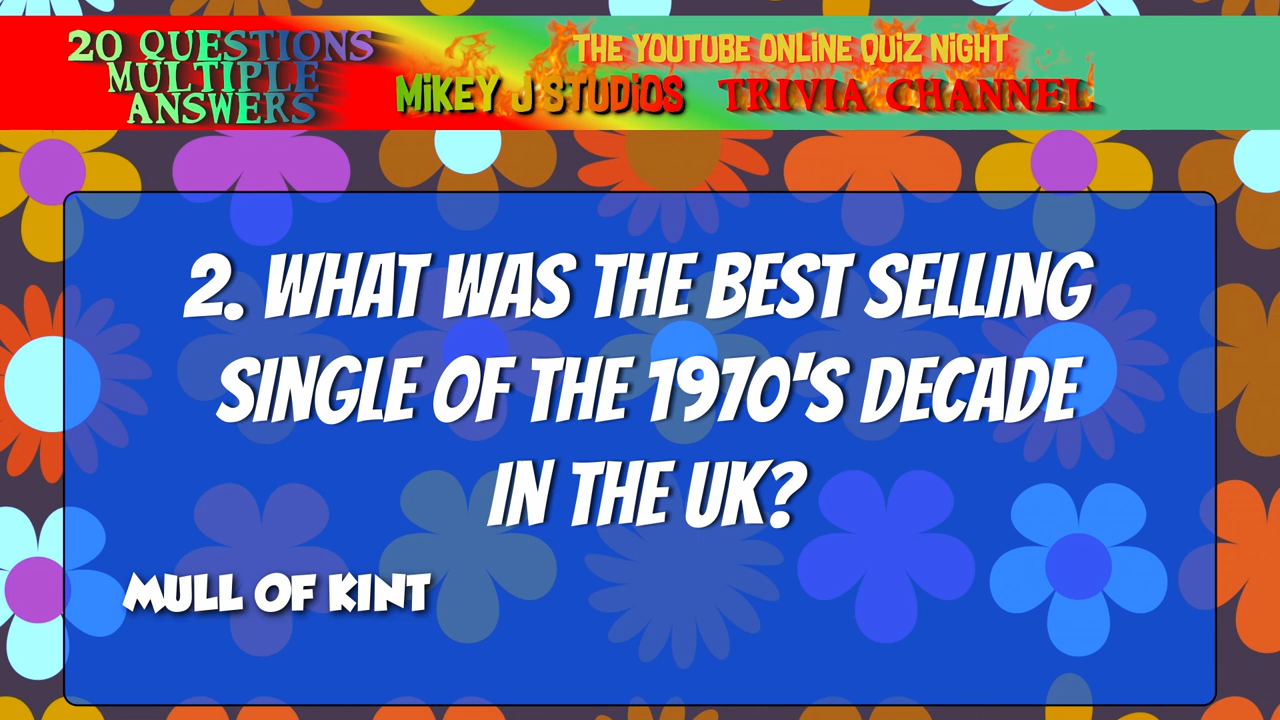 20 QUESTIONS
MULTIPLE
ANSWERS
THE YOUTUBE ONLINE QUIZ NIGHT
MIKEY J STUDIOS TRIVIA CHANNEL
2. WHAT WAS THE BEST SELLING
SINGLE OF THE 1970'S DECADE
IN THE UK?
MULL OF KINT